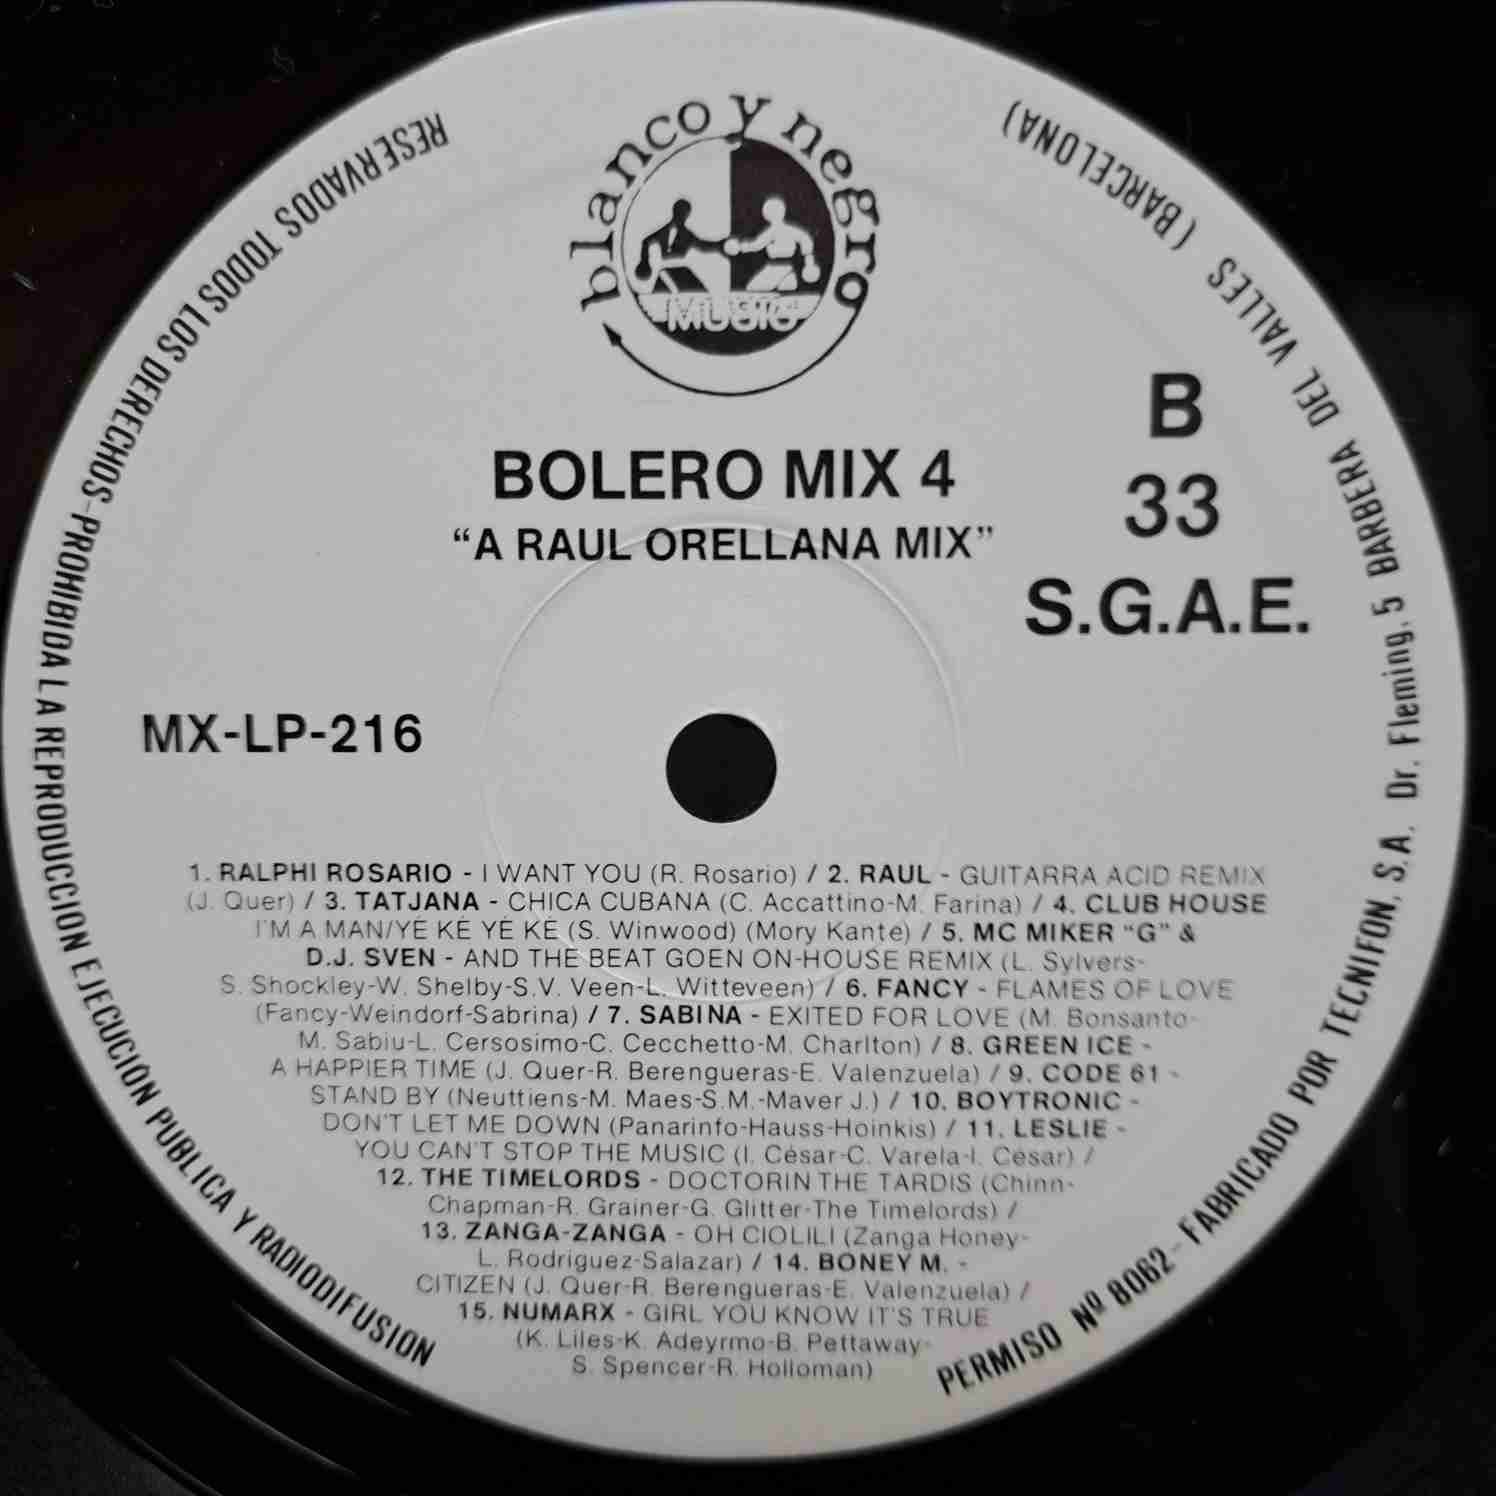 blanco y negro
MUSIC
B
33
S.G.A.E.
BOLERO MIX 4
“A RAUL ORELLANA MIX”
MX-LP-216
1. RALPHI ROSARIO - I WANT YOU (R. Rosario) / 2. RAUL - GUITARRA ACID REMIX
(J. Quer) / 3. TATJANA - CHICA CUBANA (C. Accattino-M. Farina) / 4. CLUB HOUSE
I'M A MAN/YÉ KÉ YÉ KÉ (S. Winwood) (Mory Kanté) / 5. MC MIKER “G” &
D.J. SVEN - AND THE BEAT GOEN ON-HOUSE REMIX (L. Sylvers-
S. Shockley-W. Shelby-S.V. Veen-L. Witteveen) / 6. FANCY - FLAMES OF LOVE
(Fancy-Weindorf-Sabrina) / 7. SABINA - EXITED FOR LOVE (M. Bonsanto-
M. Sabiu-L. Cersosimo-C. Cecchetto-M. Charlton) / 8. GREEN ICE -
A HAPPIER TIME (J. Quer-R. Berengueras-E. Valenzuela) / 9. CODE 61 -
STAND BY (Neuttiens-M. Maes-S.M.-Maver J.) / 10. BOYTRONIC -
DON'T LET ME DOWN (Panarinfo-Hauss-Hoinkis) / 11. LESLIE -
YOU CAN'T STOP THE MUSIC (I. César-C. Varela-I. César) /
12. THE TIMELORDS - DOCTORIN THE TARDIS (Chinn-
Chapman-R. Grainer-G. Glitter-The Timelords) /
13. ZANGA-ZANGA - OH CIOLILI (Zanga Honey-
L. Rodriguez-Salazar) / 14. BONEY M. -
CITIZEN (J. Quer-R. Berengueras-E. Valenzuela) /
15. NUMARX - GIRL YOU KNOW IT'S TRUE
(K. Liles-K. Adeyrmo-B. Pettaway-
S. Spencer-R. Holloman)
RESERVADOS TODOS LOS DERECHOS-PROHIBIDA LA REPRODUCCION EJECUCIÓN PUBLICA Y RADIODIFUSION
PERMISO Nº 8062 - FABRICADO POR TECNIFON, S.A. Dr. Fleming, 5 BARBERA DEL VALLES (BARCELONA)